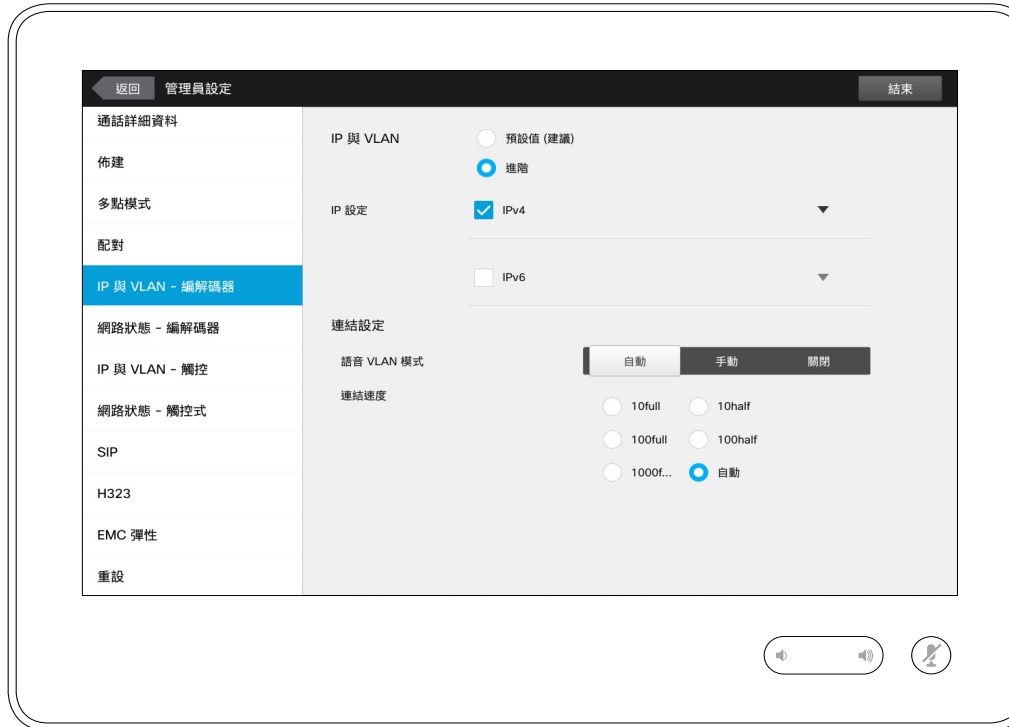 返回 管理員設定 結束
通話詳細資料
佈建
多點模式
配對
IP 與 VLAN - 編解碼器
網路狀態 - 編解碼器
IP 與 VLAN - 觸控
網路狀態 - 觸控式
SIP
H323
EMC 彈性
重設
IP 與 VLAN 預設值 (建議)
進階
IP 設定 IPv4
IPv6
連結設定
語音 VLAN 模式 自動 手動 關閉
連結速度
10full 10half
100full 100half
1000f... 自動